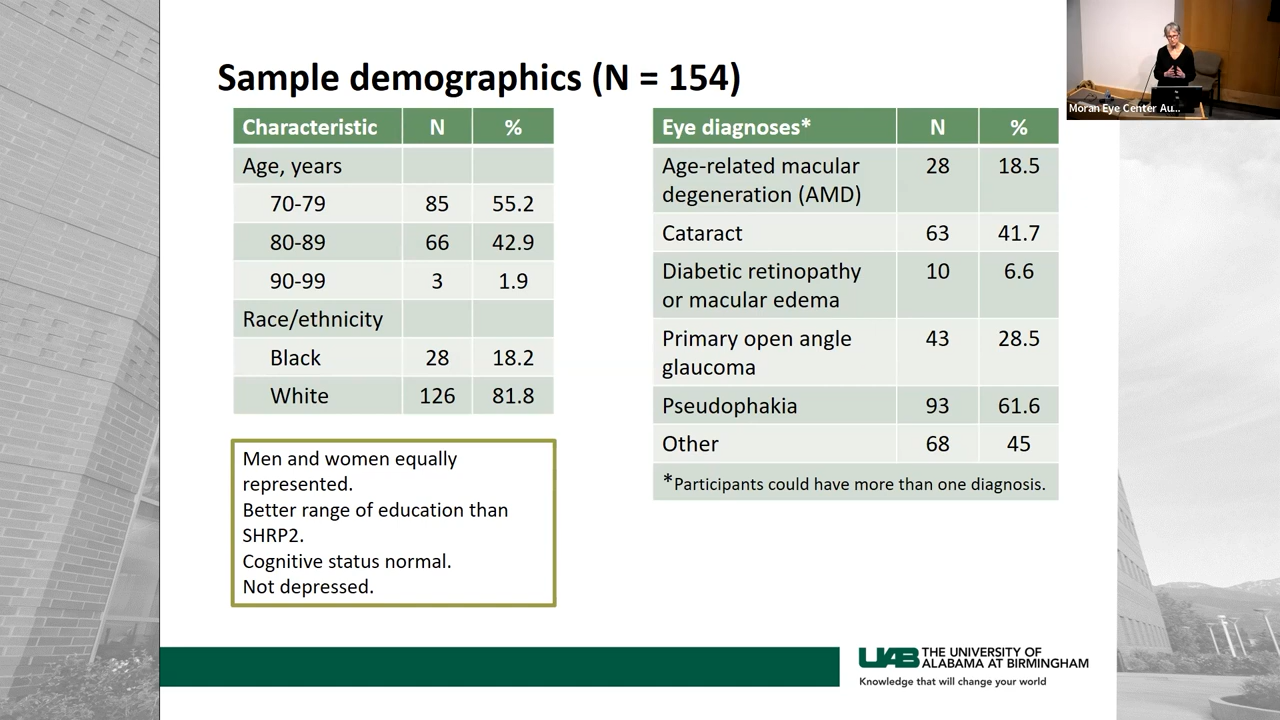 Sample demographics (N = 154)
Characteristic N %
Age, years
70-79 85 55.2
80-89 66 42.9
90-99 3 1.9
Race/ethnicity
Black 28 18.2
White 126 81.8
Men and women equally
represented.
Better range of education than
SHRP2.
Cognitive status normal.
Not depressed.
Eye diagnoses* N %
Age-related macular 28 18.5
degeneration (AMD)
Cataract 63 41.7
Diabetic retinopathy 10 6.6
or macular edema
Primary open angle 43 28.5
glaucoma
Pseudophakia 93 61.6
Other 68 45
*Participants could have more than one diagnosis.
Moran Eye Center Au...
UAB THE UNIVERSITY OF
ALABAMA AT BIRMINGHAM
Knowledge that will change your world